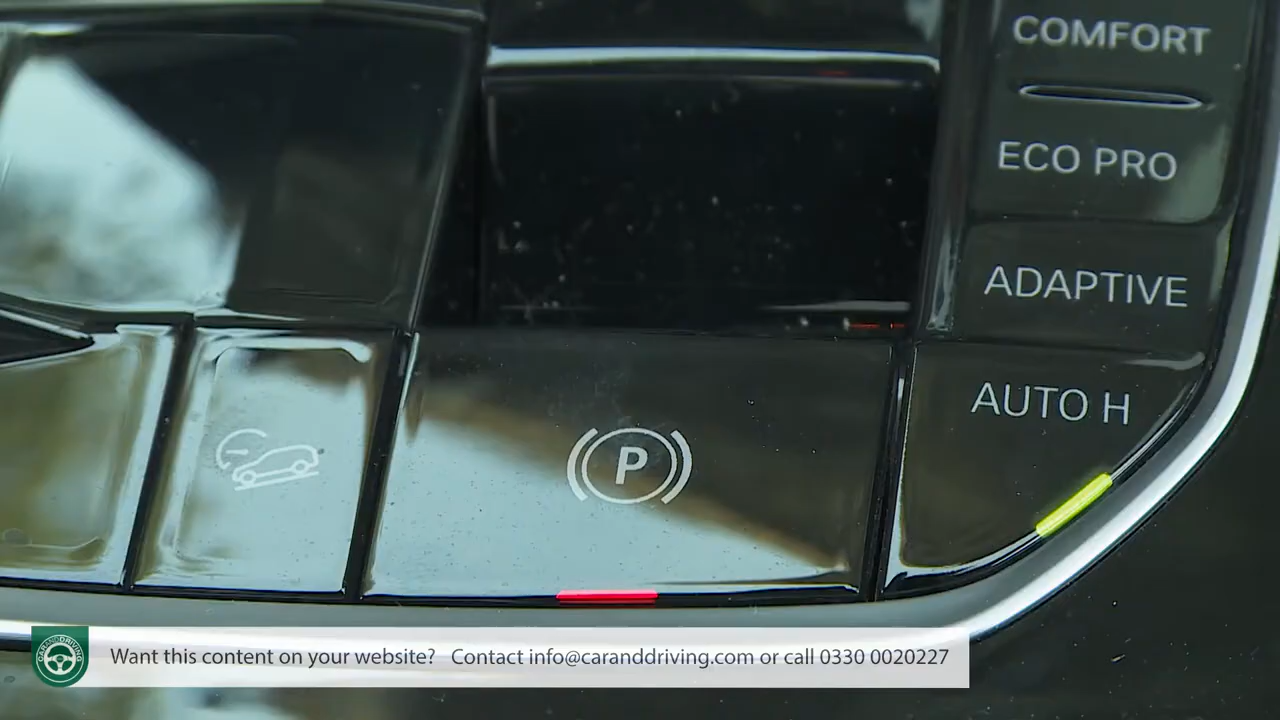 COMFORT
ECO PRO
ADAPTIVE
AUTO H
P
CARANDDRIVING
Want this content on your website? Contact info@caranddriving.com or call 0330 0020227